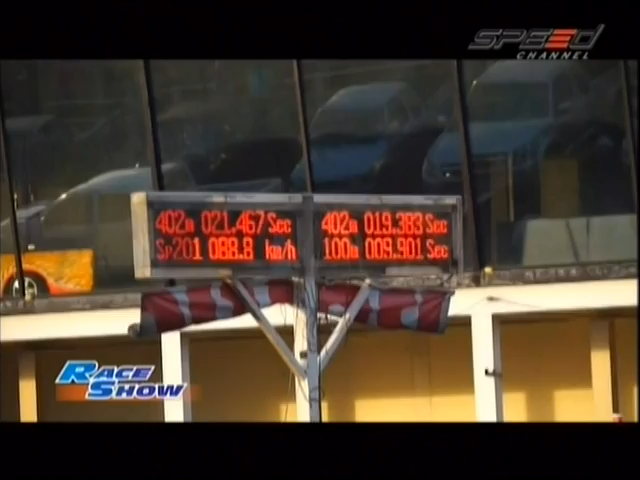 SPEED
CHANNEL
402m 021.467 Sec
Sp201 088.8 km/h
402m 019.383 Sec
100m 009.901 Sec
RACE
SHOW